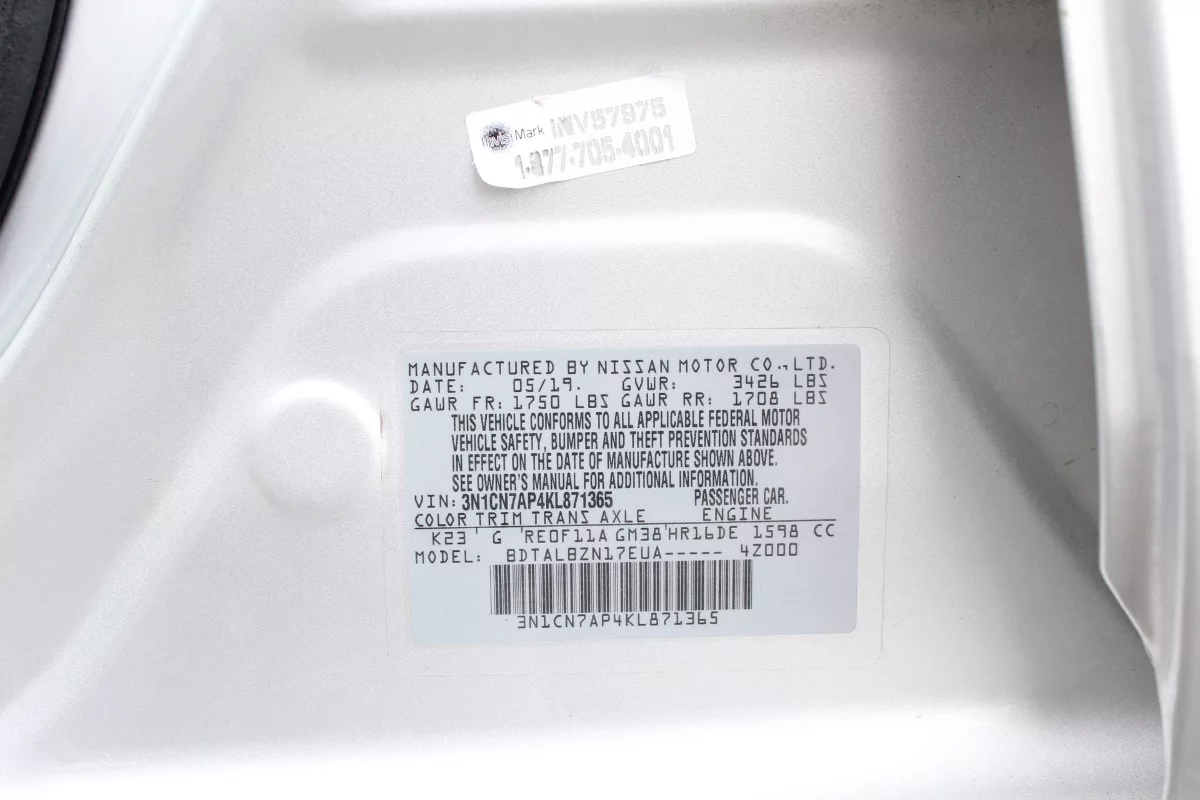 Mark INV57975
1-877-705-4001
MANUFACTURED BY NISSAN MOTOR CO., LTD.
DATE: 05/19. GVWR: 3426 LBS
GAWR FR: 1750 LBS GAWR RR: 1708 LBS
THIS VEHICLE CONFORMS TO ALL APPLICABLE FEDERAL MOTOR
VEHICLE SAFETY, BUMPER AND THEFT PREVENTION STANDARDS
IN EFFECT ON THE DATE OF MANUFACTURE SHOWN ABOVE.
SEE OWNER'S MANUAL FOR ADDITIONAL INFORMATION.
VIN: 3N1CN7AP4KL871365 PASSENGER CAR.
COLOR TRIM TRANS AXLE ENGINE
K23 G RE0F11A GM38 HR16DE 1598 CC
MODEL: BDTALBZN17EUA----- 4Z000
3N1CN7AP4KL871365